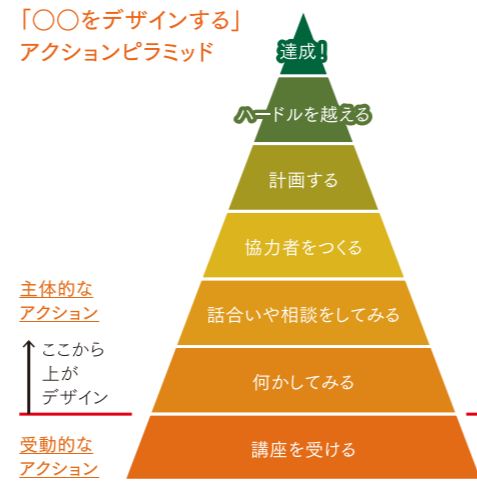 「○○をデザインする」
アクションピラミッド
達成!
ハードルを越える
計画する
協力者をつくる
話合いや相談をしてみる
何かしてみる
講座を受ける
主体的な
アクション
ここから
上が
デザイン
受動的な
アクション